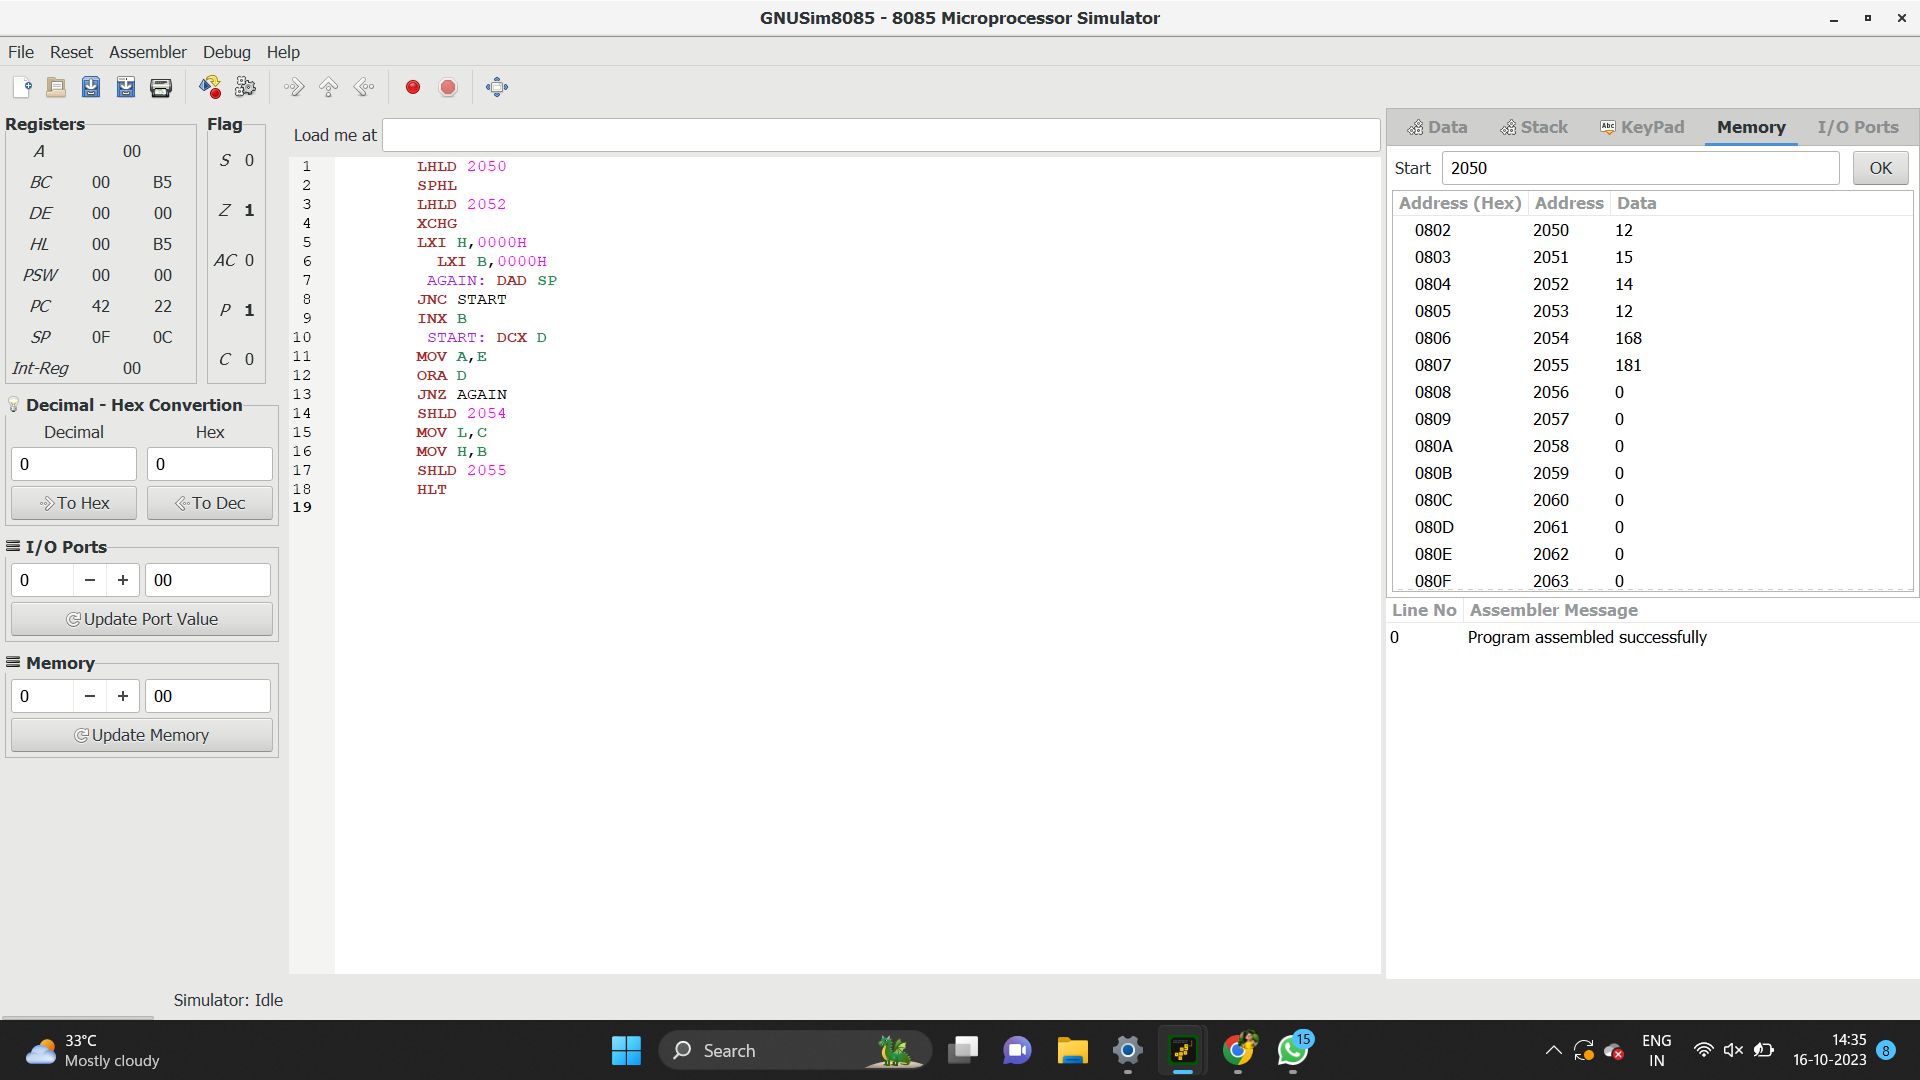 GNUSim8085 - 8085 Microprocessor Simulator
File Reset Assembler Debug Help
Registers
A 00
BC 00 B5
DE 00 00
HL 00 B5
PSW 00 00
PC 42 22
SP 0F 0C
Int-Reg 00
Flag
S 0
Z 1
AC 0
P 1
C 0
Decimal - Hex Convertion
Decimal Hex
0 0
To Hex To Dec
I/O Ports
0 − + 00
Update Port Value
Memory
0 − + 00
Update Memory
Load me at
1 LHLD 2050
2 SPHL
3 LHLD 2052
4 XCHG
5 LXI H,0000H
6 LXI B,0000H
7 AGAIN: DAD SP
8 JNC START
9 INX B
10 START: DCX D
11 MOV A,E
12 ORA D
13 JNZ AGAIN
14 SHLD 2054
15 MOV L,C
16 MOV H,B
17 SHLD 2055
18 HLT
19
Data Stack Abc KeyPad Memory I/O Ports
Start 2050 OK
Address (Hex) Address Data
0802 2050 12
0803 2051 15
0804 2052 14
0805 2053 12
0806 2054 168
0807 2055 181
0808 2056 0
0809 2057 0
080A 2058 0
080B 2059 0
080C 2060 0
080D 2061 0
080E 2062 0
080F 2063 0
Line No Assembler Message
0 Program assembled successfully
Simulator: Idle
33°C
Mostly cloudy
Search
15
ENG
IN
14:35
16-10-2023
8